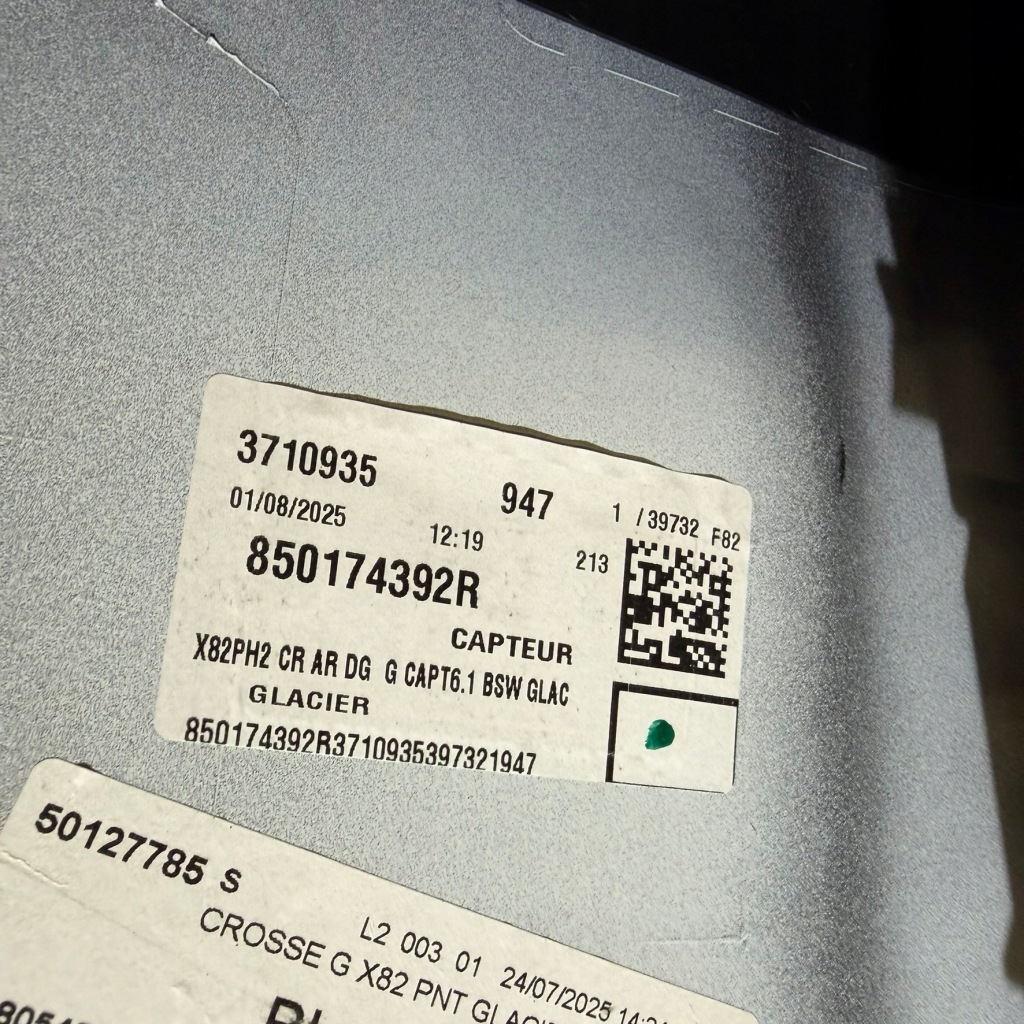 3710935
947
1 / 39732 F82
01/08/2025
12:19
213
850174392R
CAPTEUR
X82PH2 CR AR DG G CAPT6.1 BSW GLAC
GLACIER
850174392R3710935397321947
50127785 S
L2 003 01 24/07/2025
CROSSE G X82 PNT